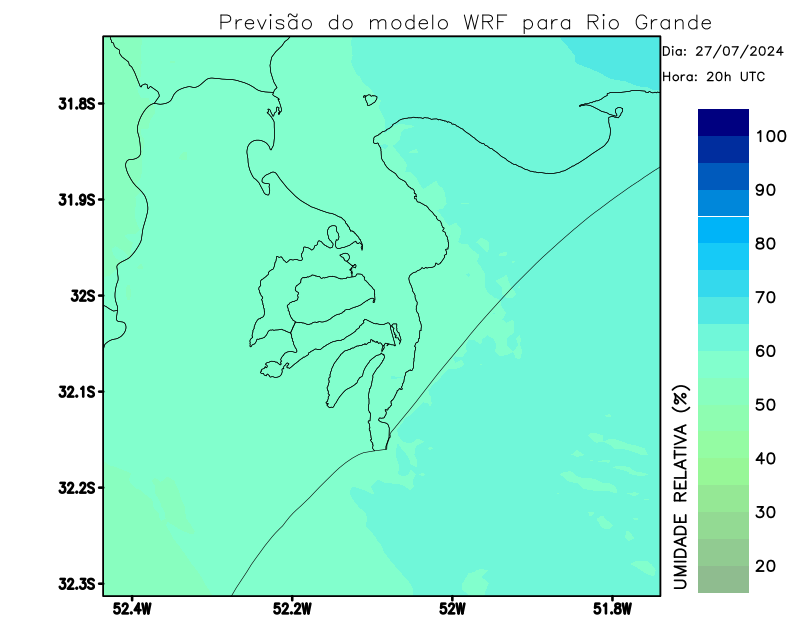 Previsão do modelo WRF para Rio Grande
Dia: 27/07/2024
Hora: 20h UTC
31.8S
31.9S
32S
32.1S
32.2S
32.3S
52.4W
52.2W
52W
51.8W
100
90
80
70
60
50
40
30
20
UMIDADE RELATIVA (%)